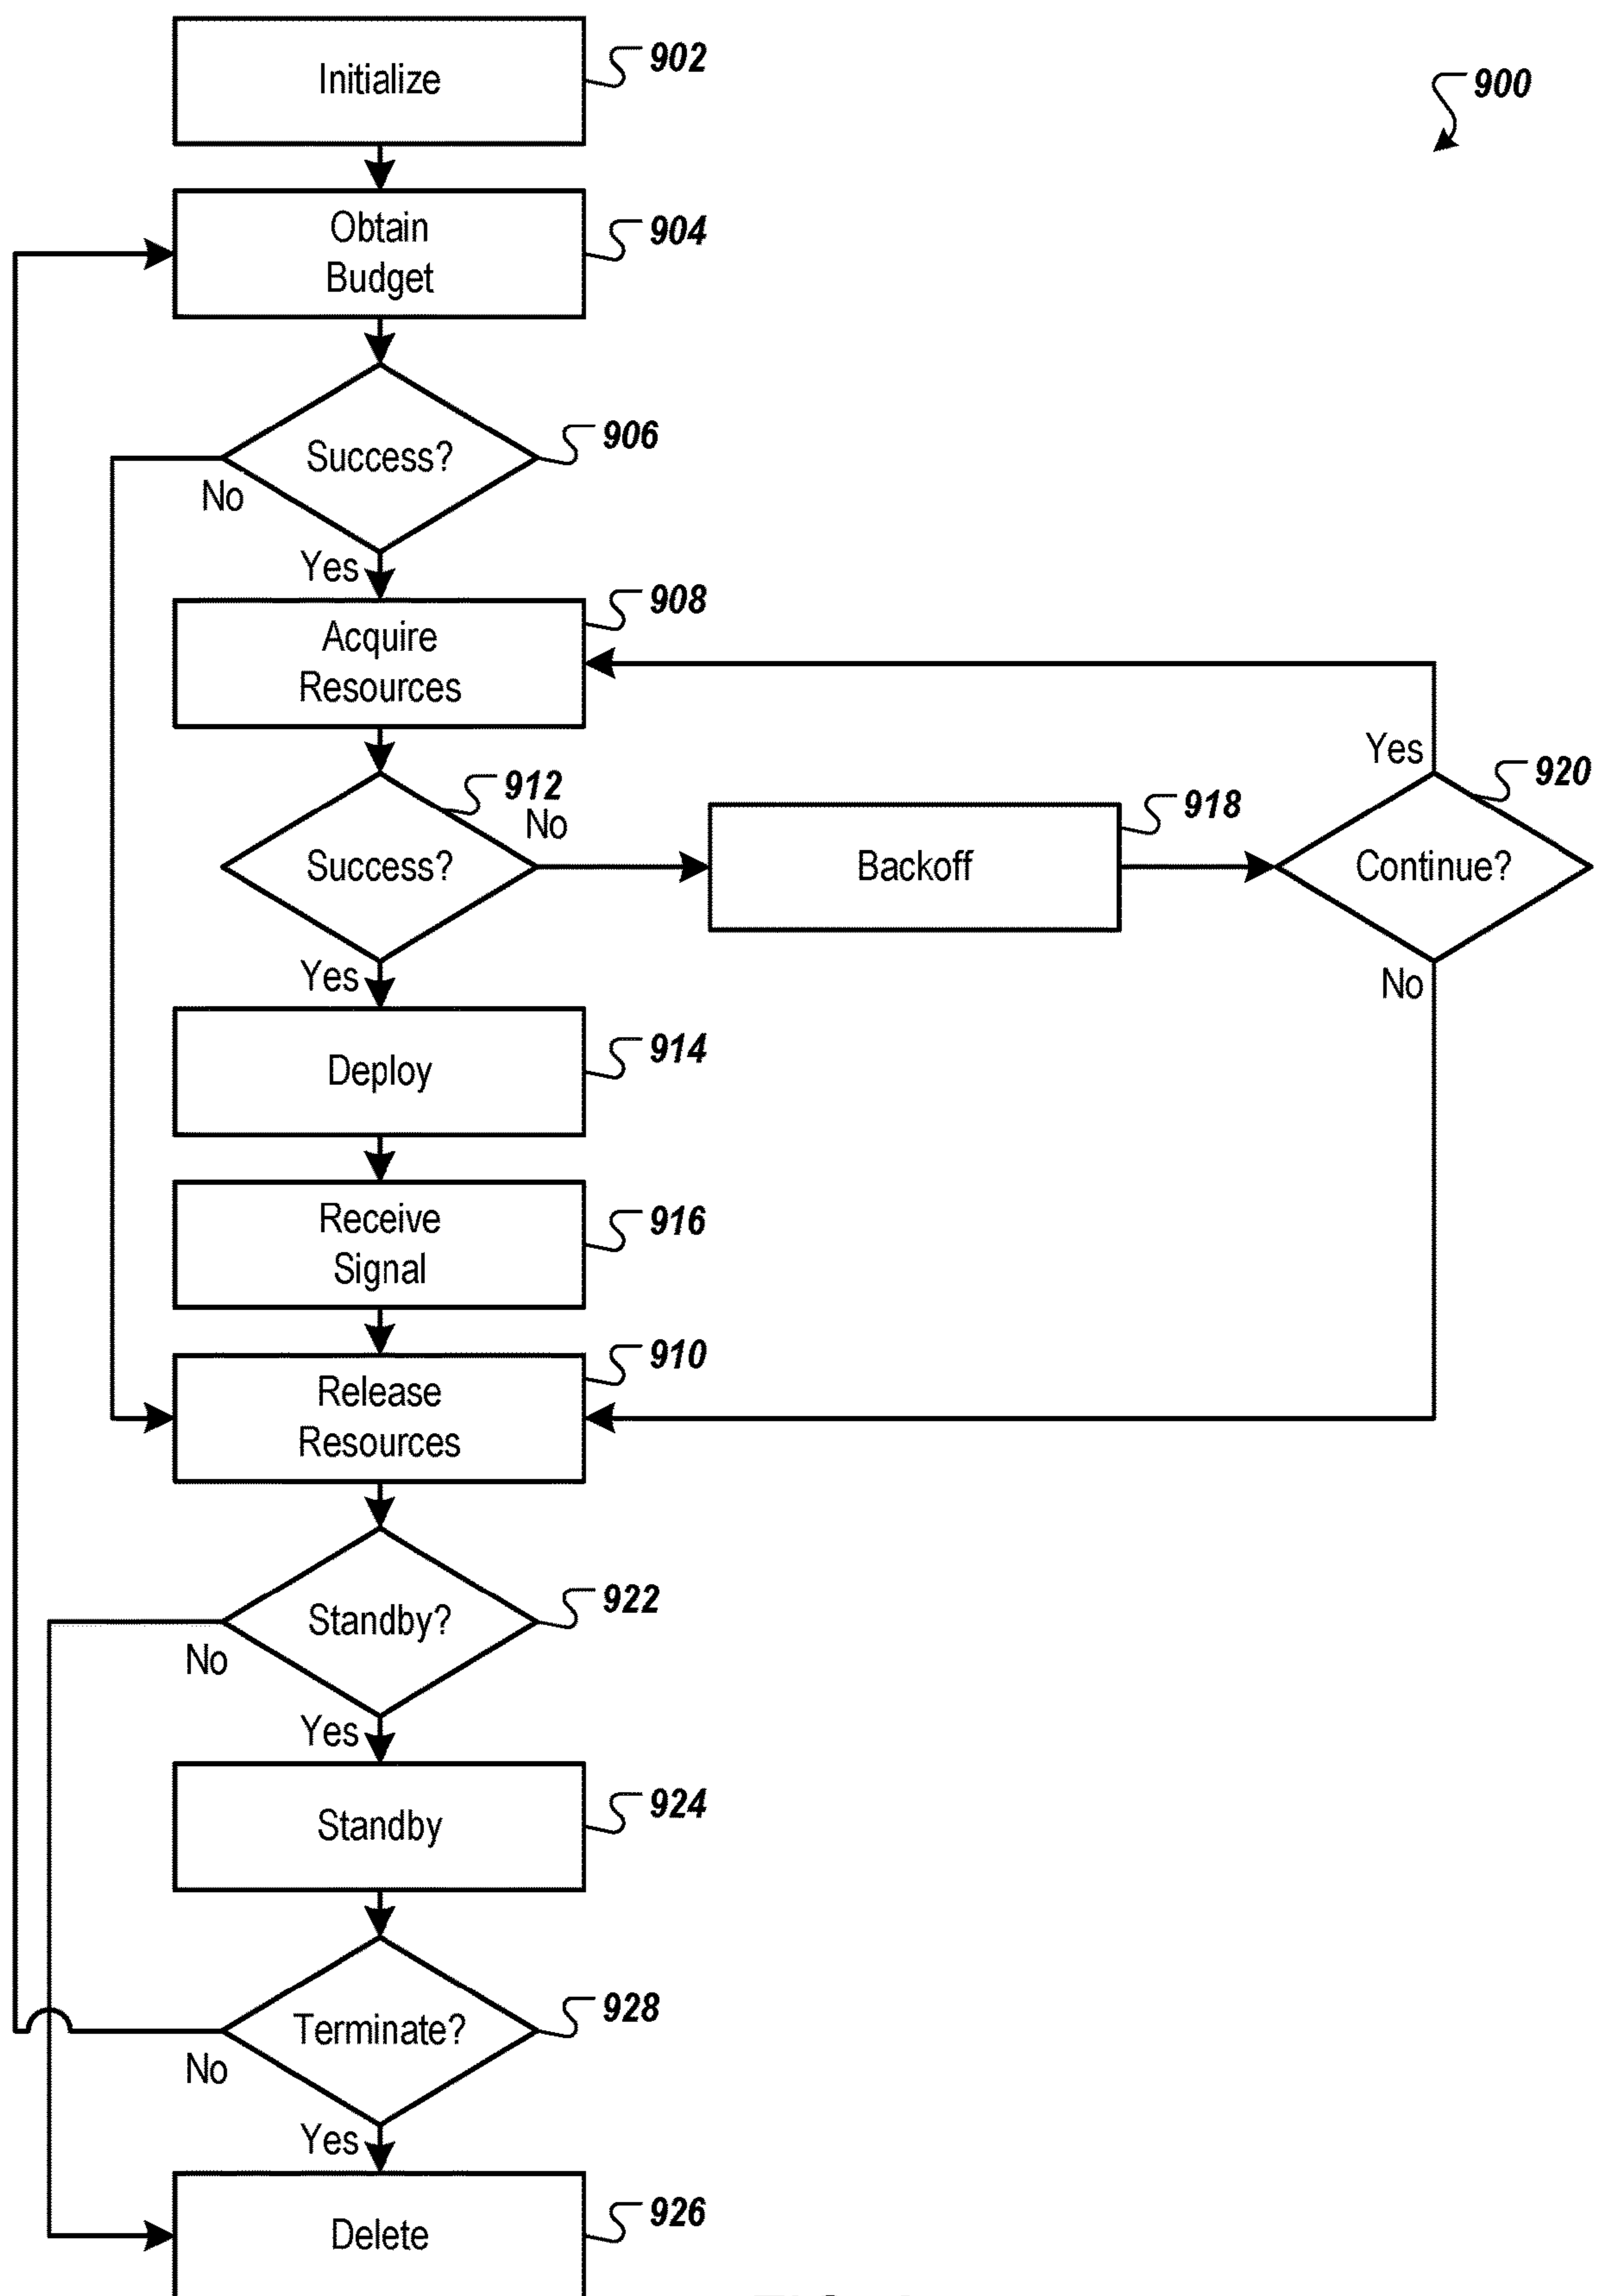 Initialize
902
900
Obtain
Budget
904
Success?
906
No
Yes
908
Acquire
Resources
Yes
912
No
Success?
918
Backoff
920
Continue?
Yes
No
Deploy
914
Receive
Signal
916
910
Release
Resources
Standby?
922
No
Yes
Standby
924
Terminate?
928
No
Yes
Delete
926